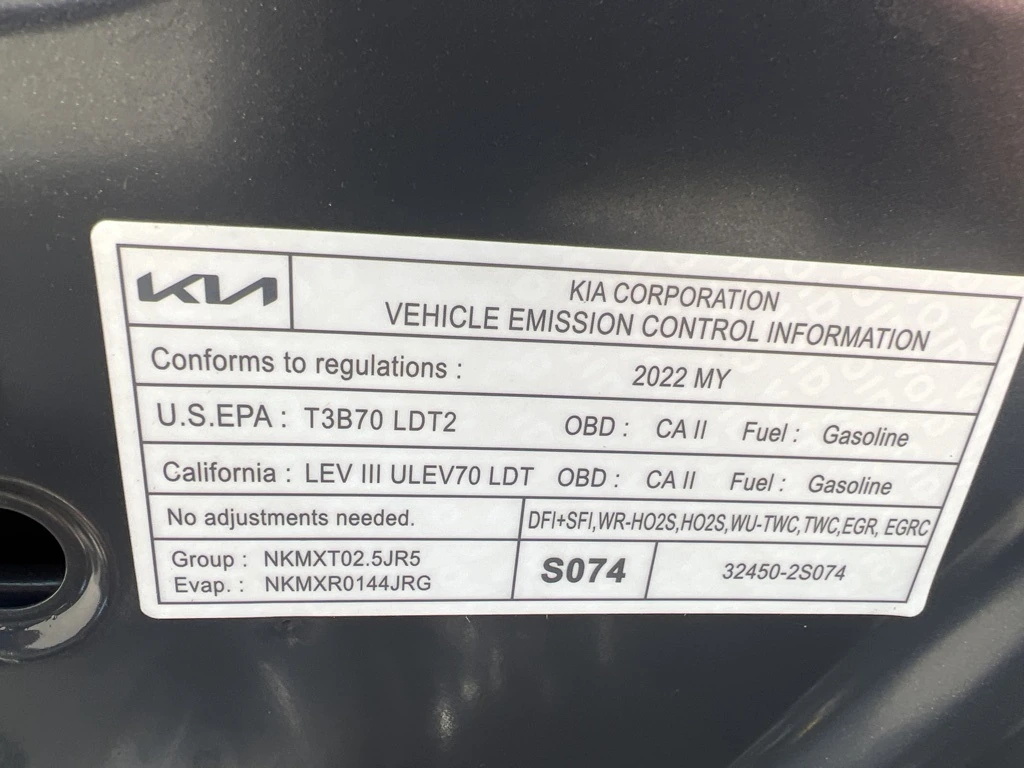 KIA
KIA CORPORATION
VEHICLE EMISSION CONTROL INFORMATION
Conforms to regulations : 2022 MY
U.S.EPA : T3B70 LDT2 OBD : CA II Fuel : Gasoline
California : LEV III ULEV70 LDT OBD : CA II Fuel : Gasoline
No adjustments needed. DFI+SFI,WR-HO2S,HO2S,WU-TWC,TWC,EGR, EGRC
Group : NKMXT02.5JR5
Evap. : NKMXR0144JRG
S074 32450-2S074